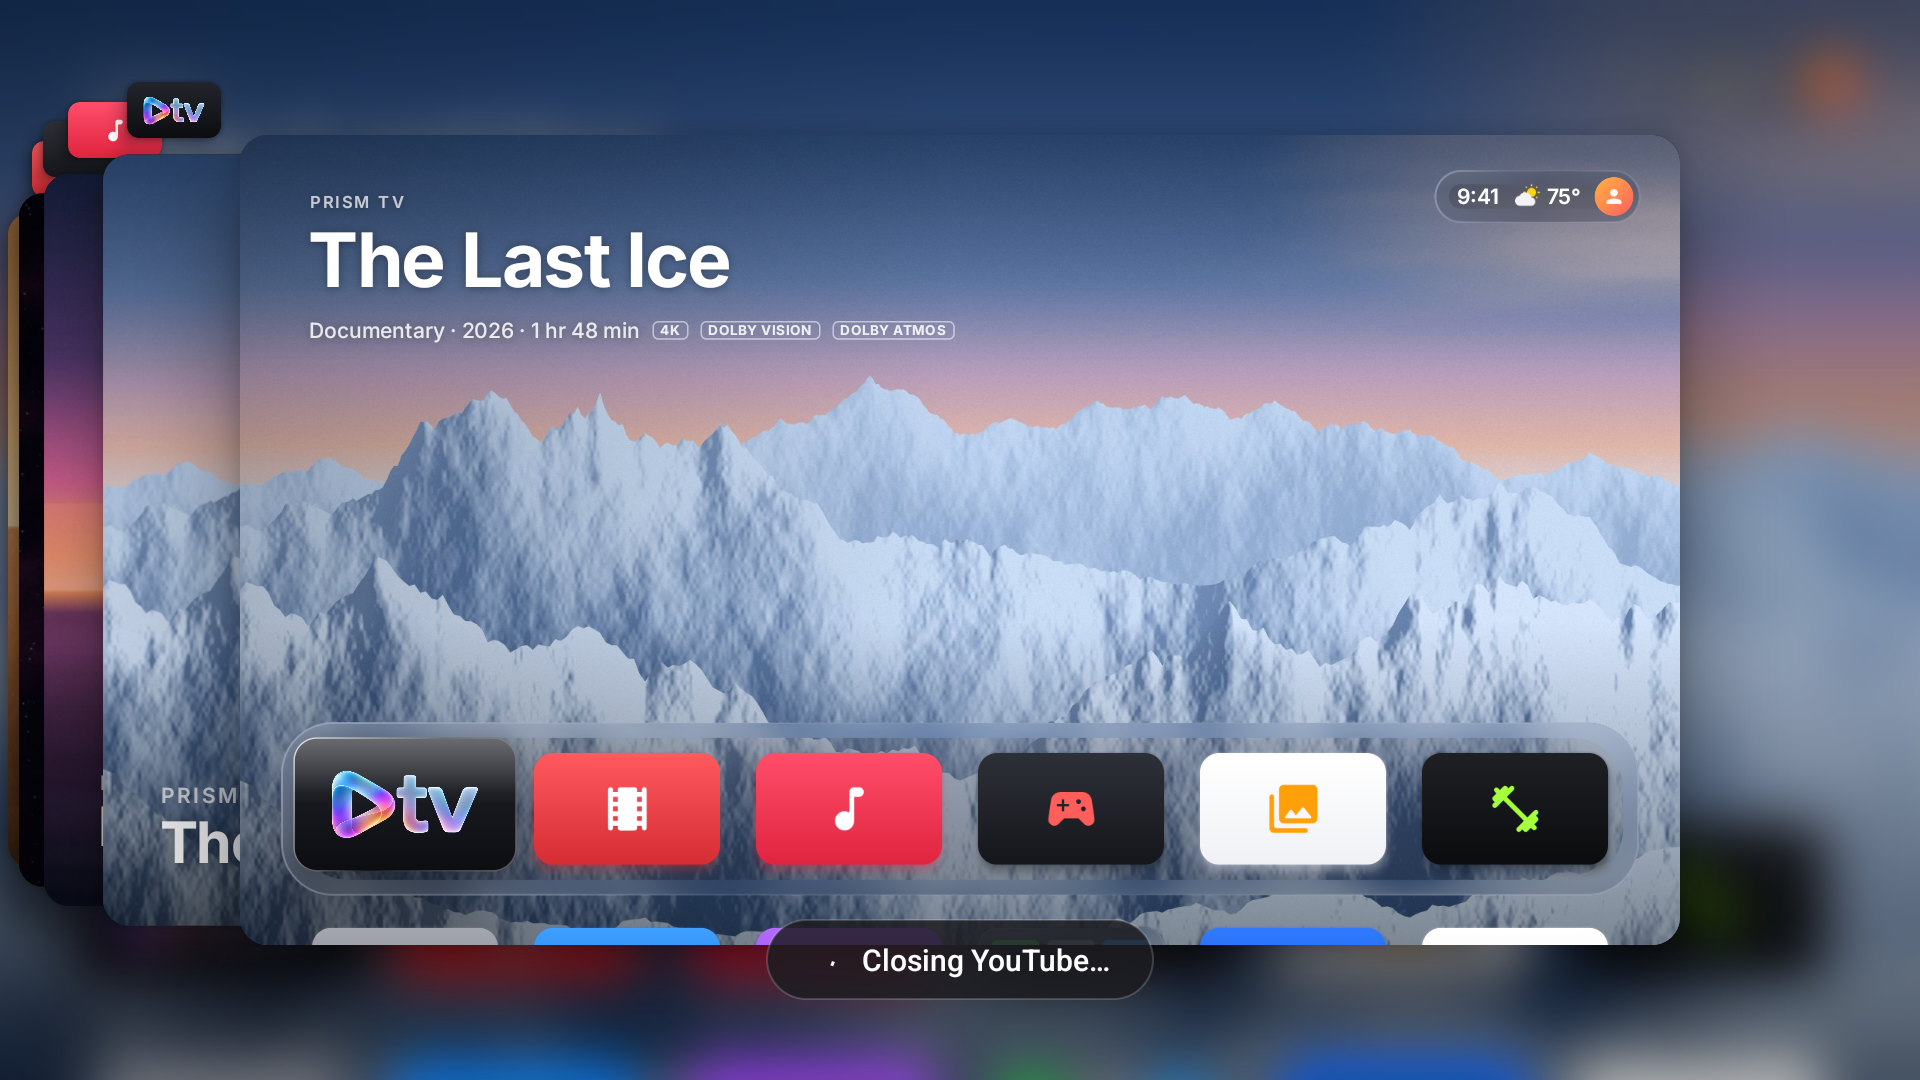 tv
PRISM TV
The Last Ice
Documentary · 2026 · 1 hr 48 min 4K DOLBY VISION DOLBY ATMOS
9:41 75°
PRISM
The
tv
Closing YouTube...